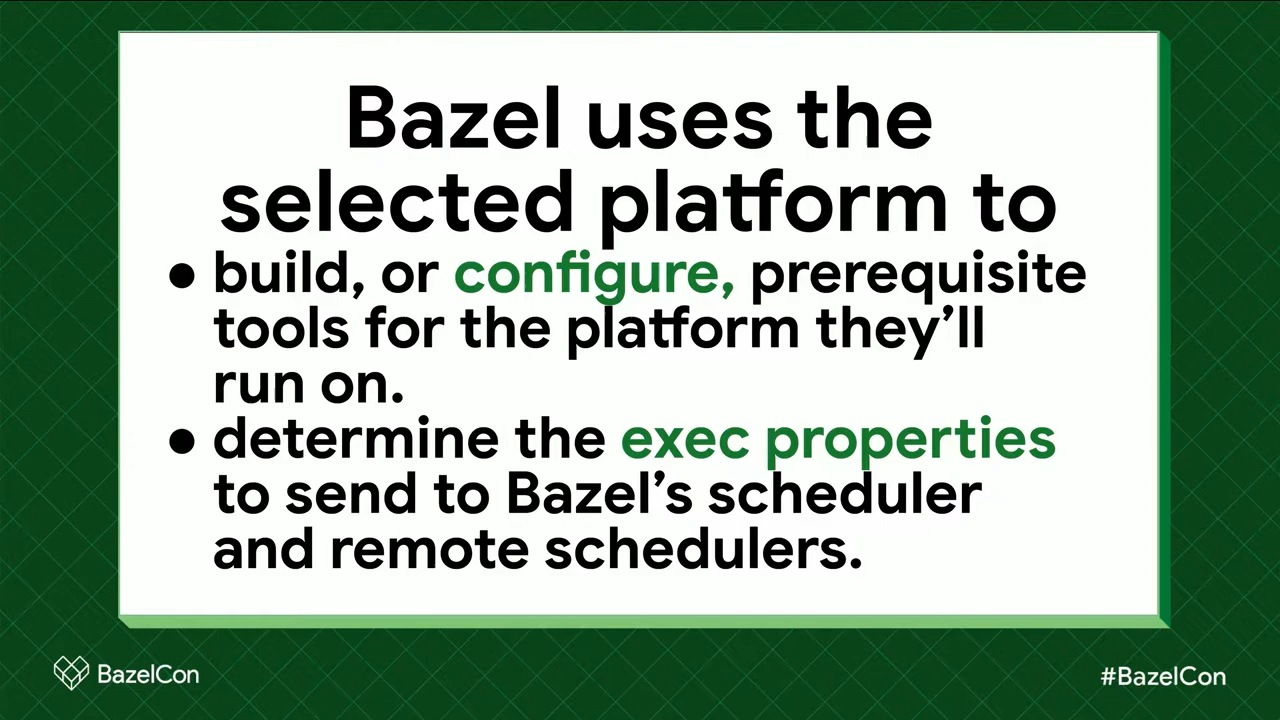 Bazel uses the
selected platform to
● build, or configure, prerequisite
tools for the platform they’ll
run on.
● determine the exec properties
to send to Bazel’s scheduler
and remote schedulers.
BazelCon
#BazelCon